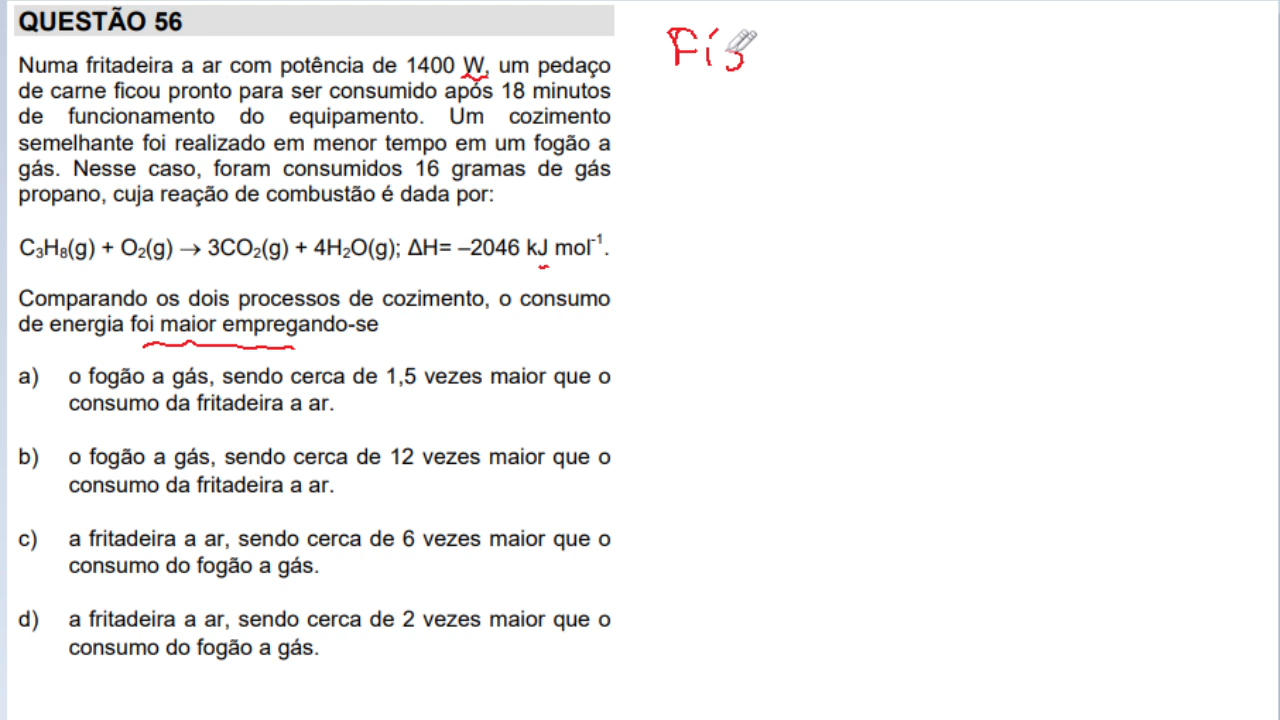 QUESTÃO 56
Fís
Numa fritadeira a ar com potência de 1400 W, um pedaço
de carne ficou pronto para ser consumido após 18 minutos
de funcionamento do equipamento. Um cozimento
semelhante foi realizado em menor tempo em um fogão a
gás. Nesse caso, foram consumidos 16 gramas de gás
propano, cuja reação de combustão é dada por:
C₃H₈(g) + O₂(g) → 3CO₂(g) + 4H₂O(g); ΔH= –2046 kJ mol⁻¹.
Comparando os dois processos de cozimento, o consumo
de energia foi maior empregando-se
a) o fogão a gás, sendo cerca de 1,5 vezes maior que o
consumo da fritadeira a ar.
b) o fogão a gás, sendo cerca de 12 vezes maior que o
consumo da fritadeira a ar.
c) a fritadeira a ar, sendo cerca de 6 vezes maior que o
consumo do fogão a gás.
d) a fritadeira a ar, sendo cerca de 2 vezes maior que o
consumo do fogão a gás.